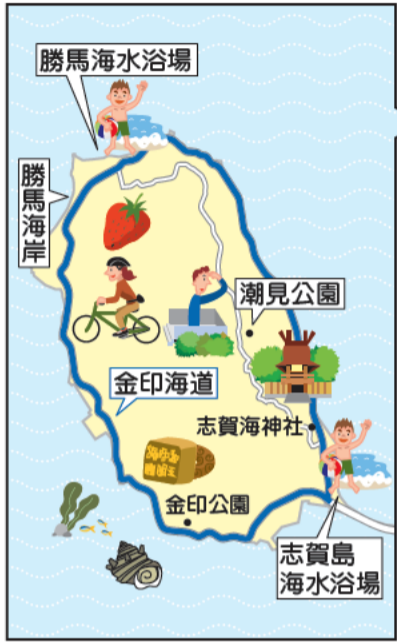 勝馬海水浴場
勝馬海岸
潮見公園
金印海道
志賀海神社
金印公園
志賀島
海水浴場